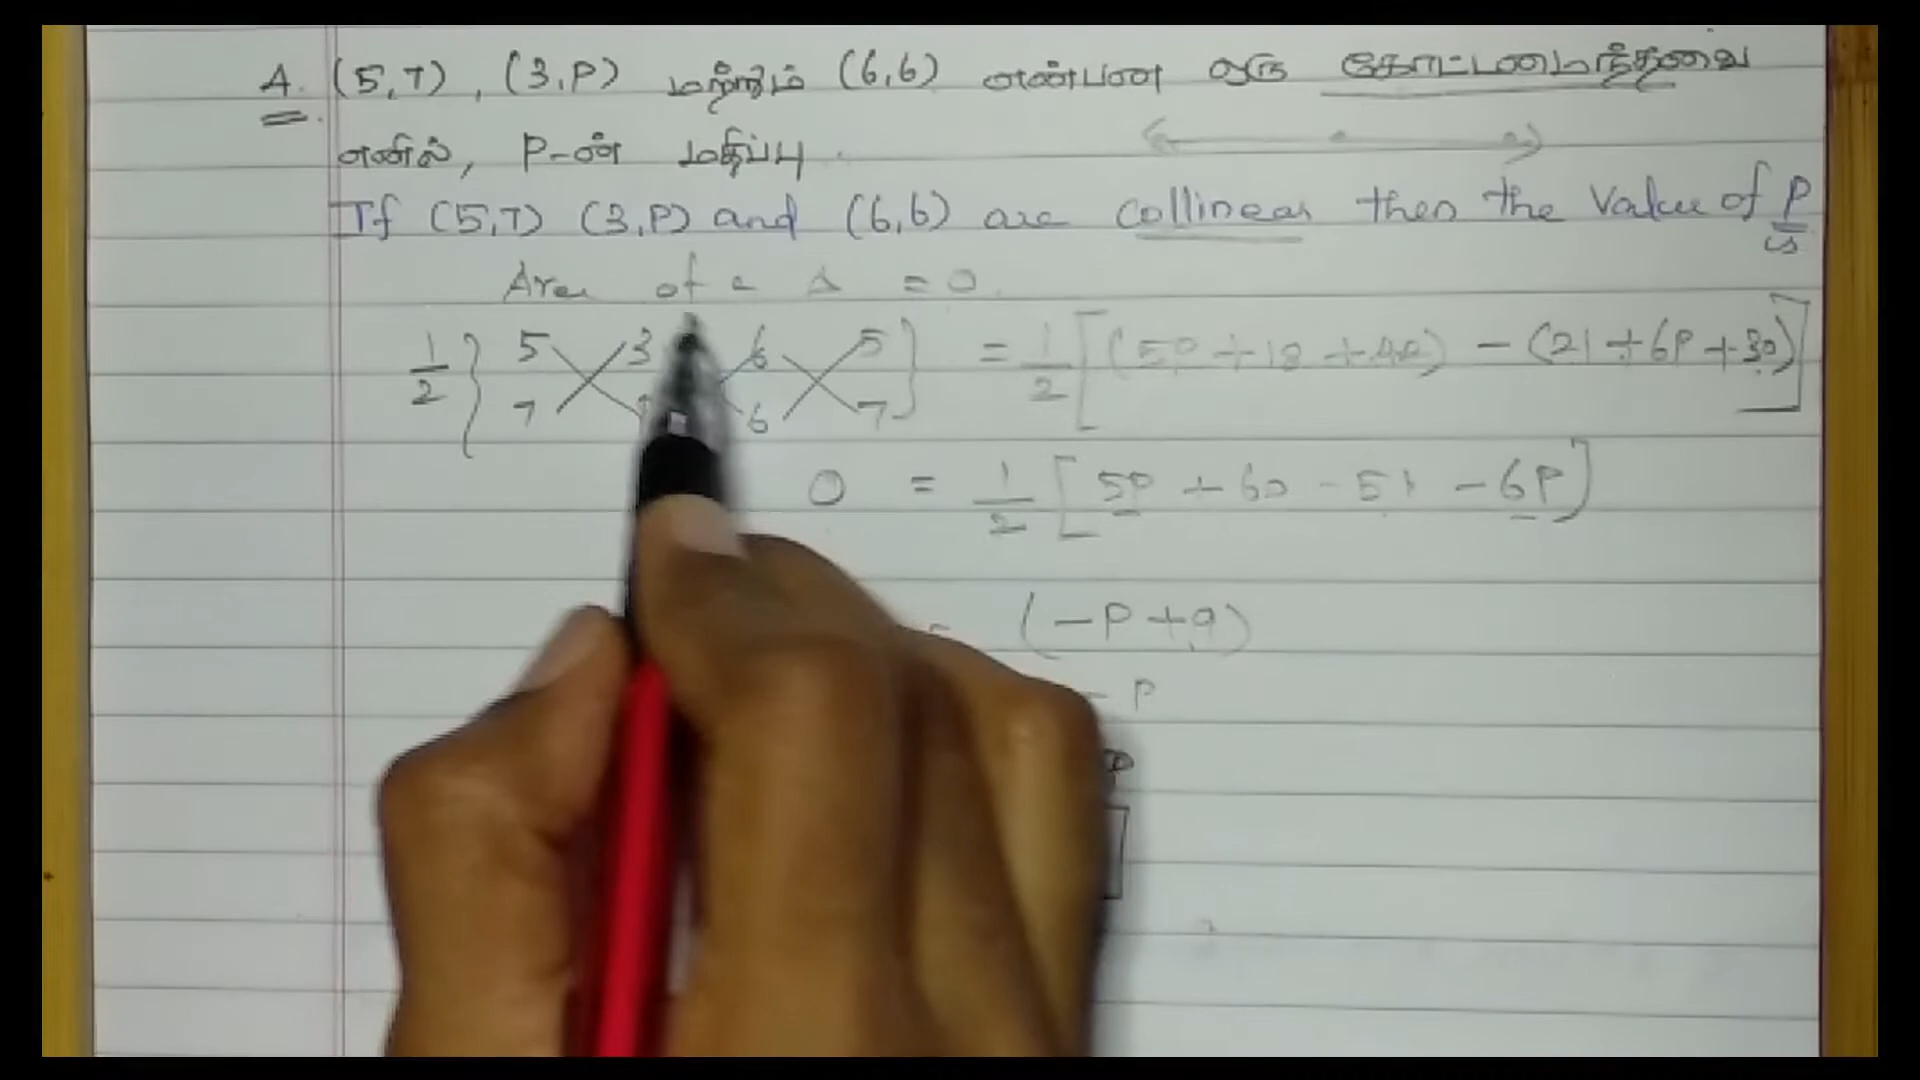 A. (5,7), (3,P) மற்றும் (6,6) என்பன ஒரு கோட்டமைந்தவை
எனில், P-ன் மதிப்பு.
If (5,7) (3,P) and (6,6) are collinear then the value of P is
Area of a Δ = 0.
1/2 { 5 3 6 5 } = 1/2 [(5P + 18 + 42) - (21 + 6P + 30)]
7 6 7
0 = 1/2 [5P + 60 - 51 - 6P]
(-P + 9)
- P
P